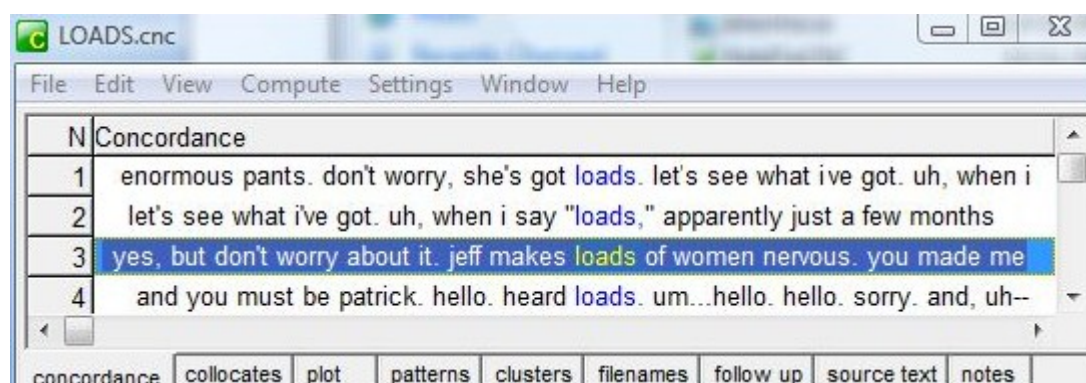 LOADS.cnc
File Edit View Compute Settings Window Help
N Concordance
1 enormous pants. don't worry, she's got loads. let's see what ive got. uh, when i
2 let's see what i've got. uh, when i say "loads," apparently just a few months
3 yes, but don't worry about it. jeff makes loads of women nervous. you made me
4 and you must be patrick. hello. heard loads. um...hello. hello. sorry. and, uh--
concordance collocates plot patterns clusters filenames follow up source text notes